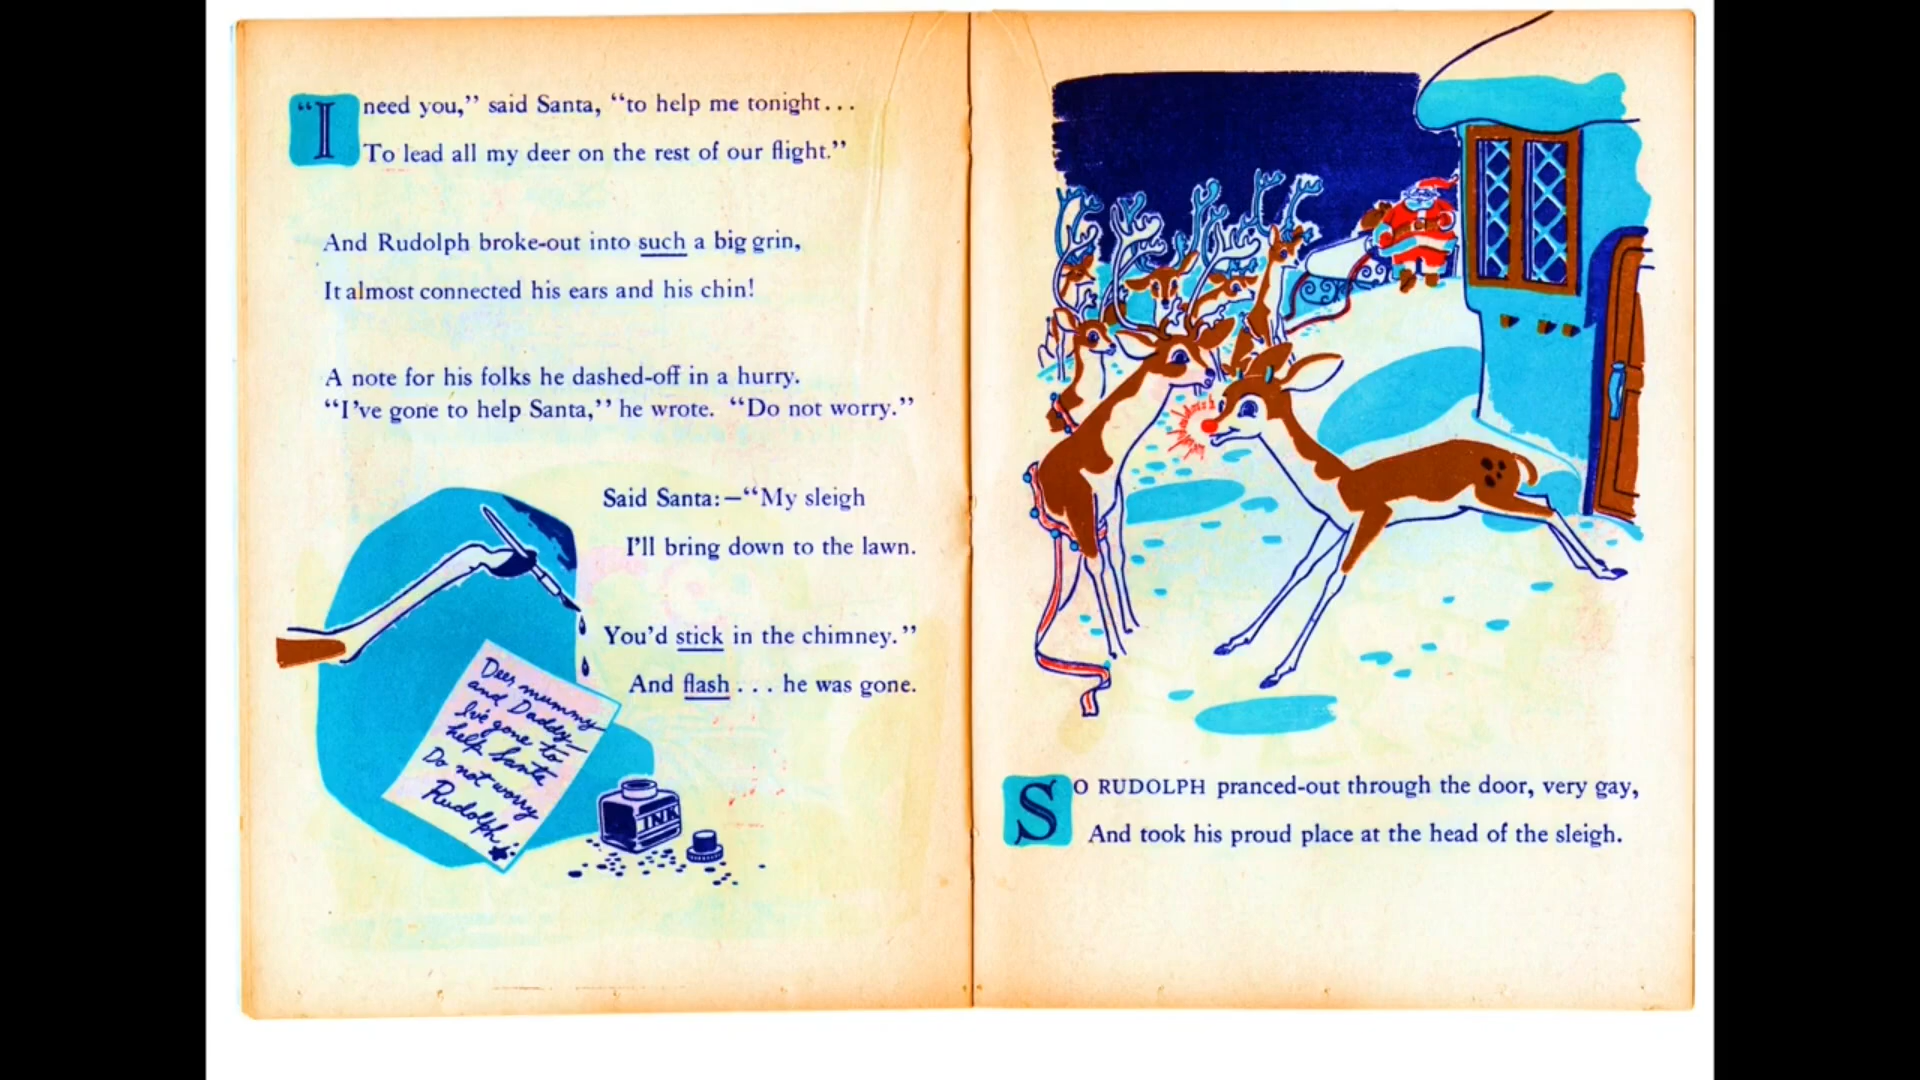 "I need you," said Santa, "to help me tonight...
To lead all my deer on the rest of our flight."
And Rudolph broke-out into such a big grin,
It almost connected his ears and his chin!
A note for his folks he dashed-off in a hurry.
"I've gone to help Santa," he wrote. "Do not worry."
Said Santa:—"My sleigh
I'll bring down to the lawn.
You'd stick in the chimney."
And flash . . . he was gone.
Deer mummy
and Daddy—
I've gone to
help Santa
Do not worry
Rudolph
INK
SO RUDOLPH pranced-out through the door, very gay,
And took his proud place at the head of the sleigh.